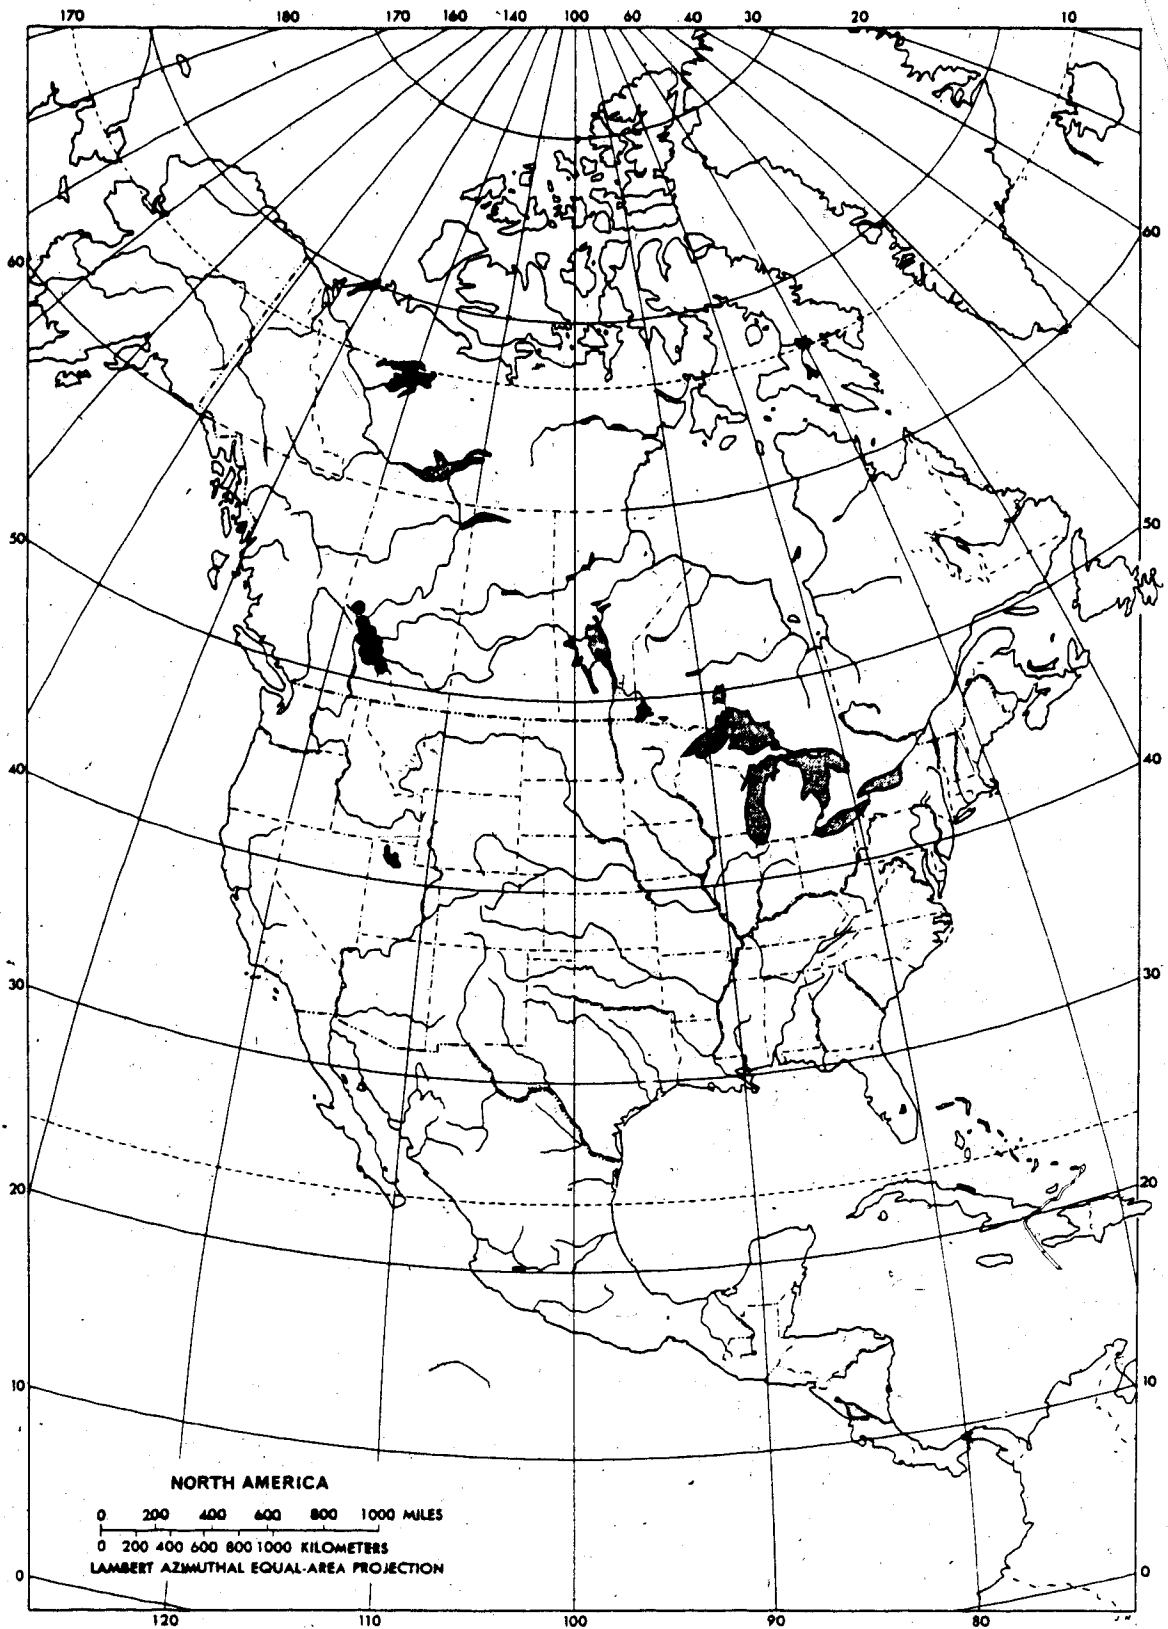 170 180 170 160 140 100 60 40 30 20 10
60 60
50 50
40 40
30 30
20 20
10 10
NORTH AMERICA
0 200 400 600 800 1000 MILES
0 200 400 600 800 1000 KILOMETERS
LAMBERT AZIMUTHAL EQUAL-AREA PROJECTION
0 0
120 110 100 90 80